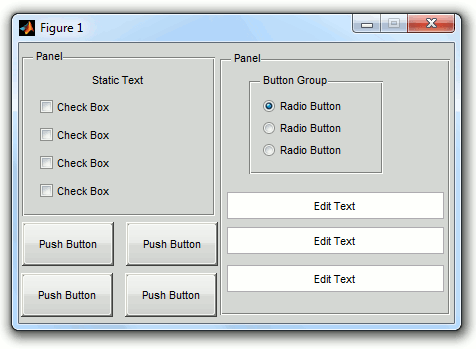 Figure 1
Panel
Static Text
Check Box
Check Box
Check Box
Check Box
Push Button
Push Button
Push Button
Push Button
Panel
Button Group
Radio Button
Radio Button
Radio Button
Edit Text
Edit Text
Edit Text